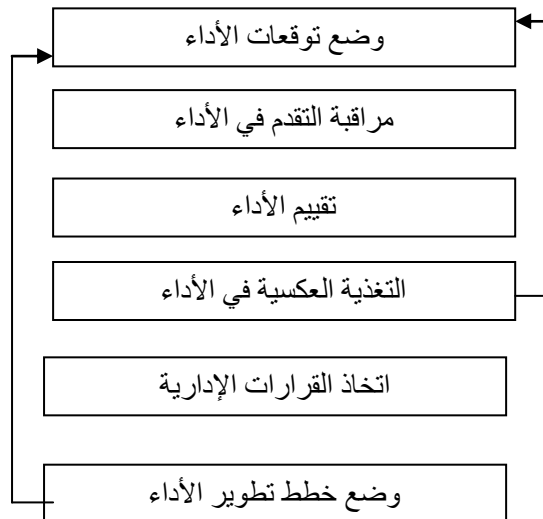 وضع توقعات الأداء
مراقبة التقدم في الأداء
تقييم الأداء
التغذية العكسية في الأداء
اتخاذ القرارات الإدارية
وضع خطط تطوير الأداء